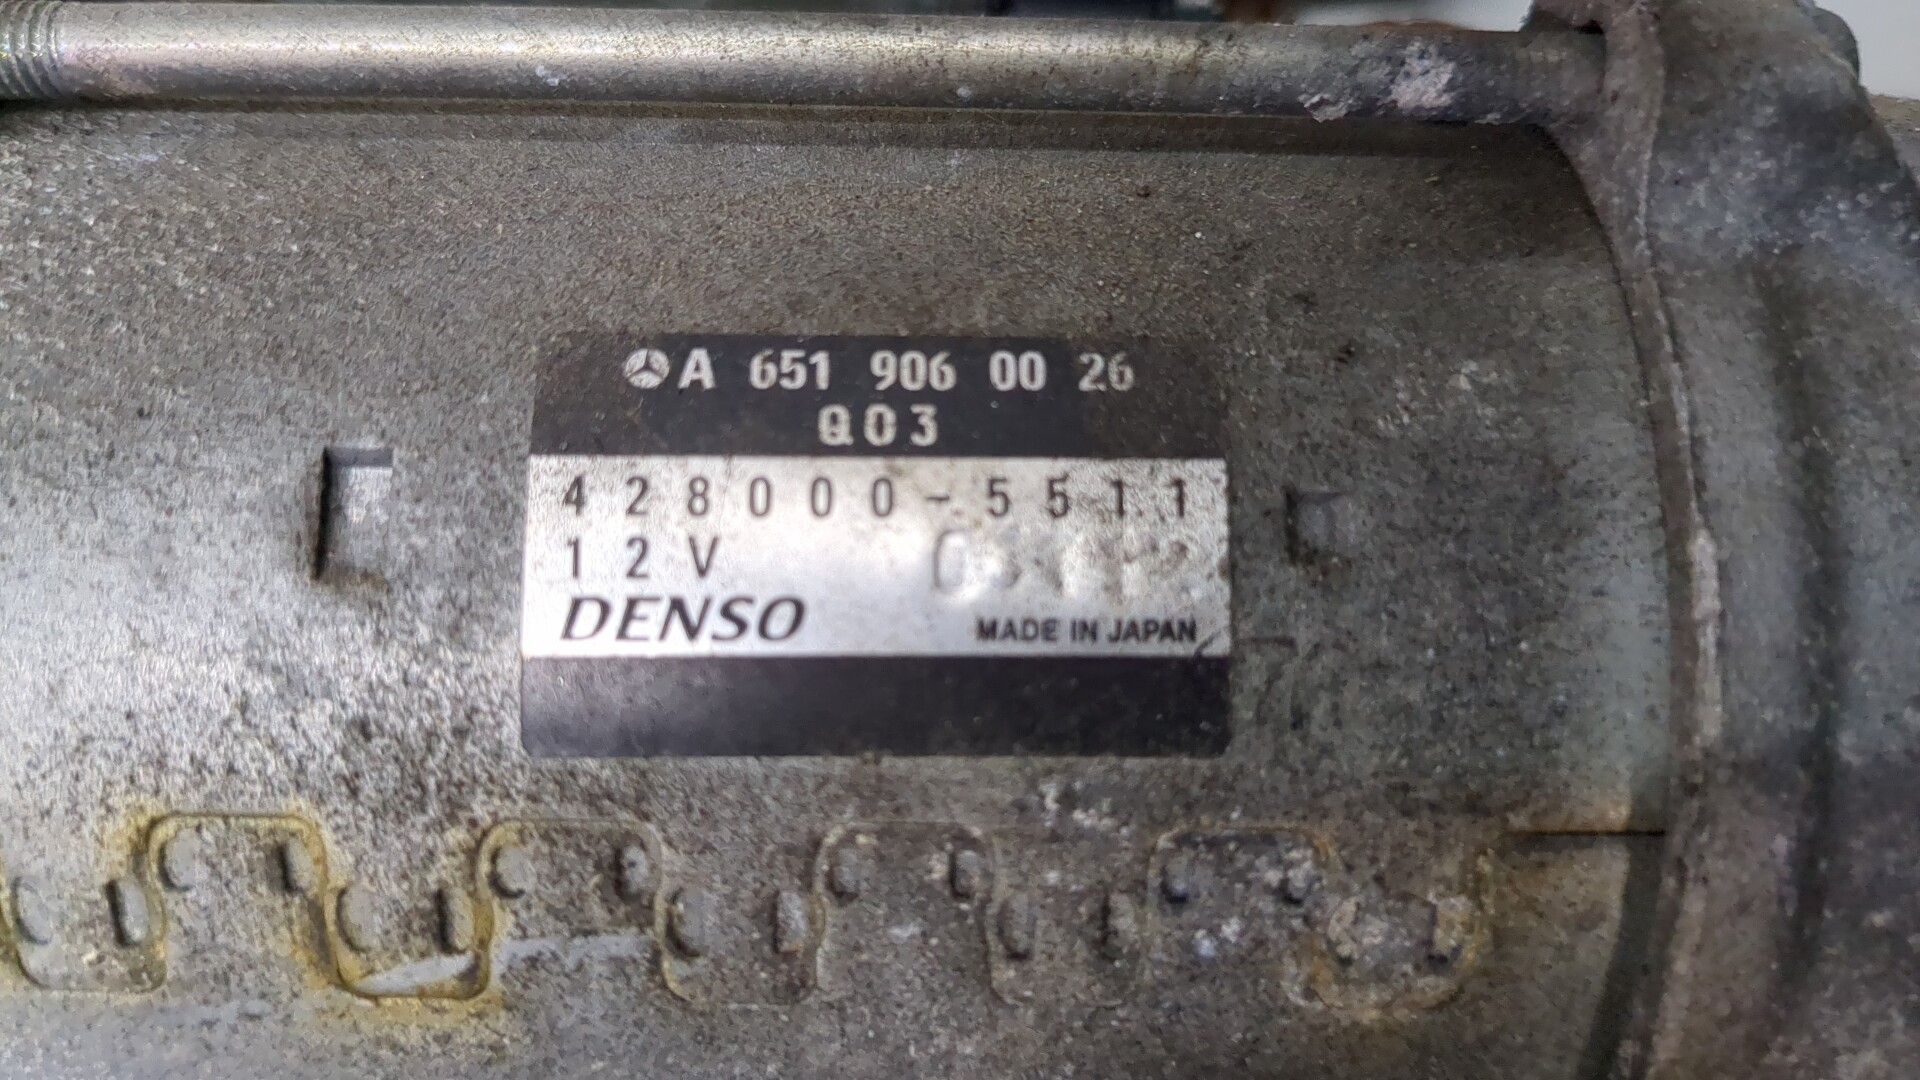 A 651 906 00 26
Q03
428000-5511
12V
DENSO
MADE IN JAPAN